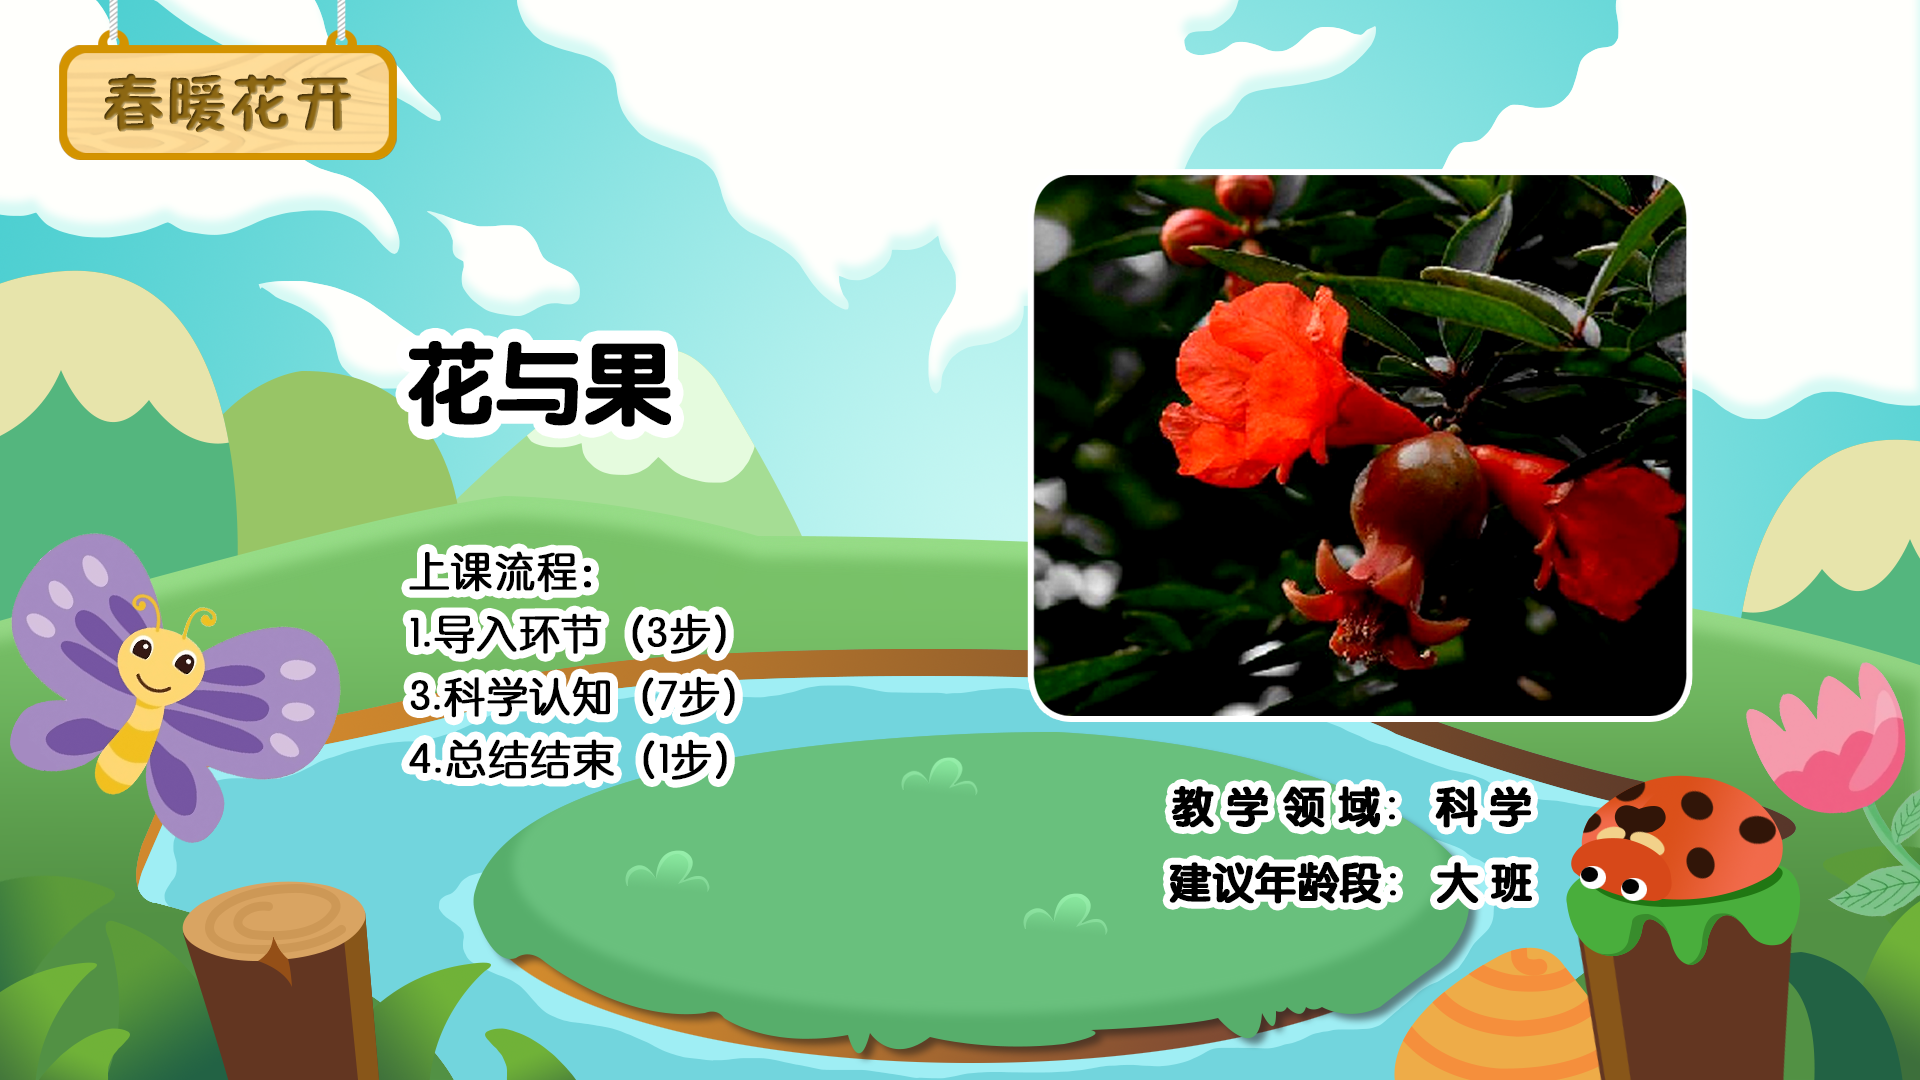 春暖花开
花与果
上课流程：
1.导入环节（3步）
3.科学认知（7步）
4.总结结束（1步）
教学领域： 科学
建议年龄段： 大班